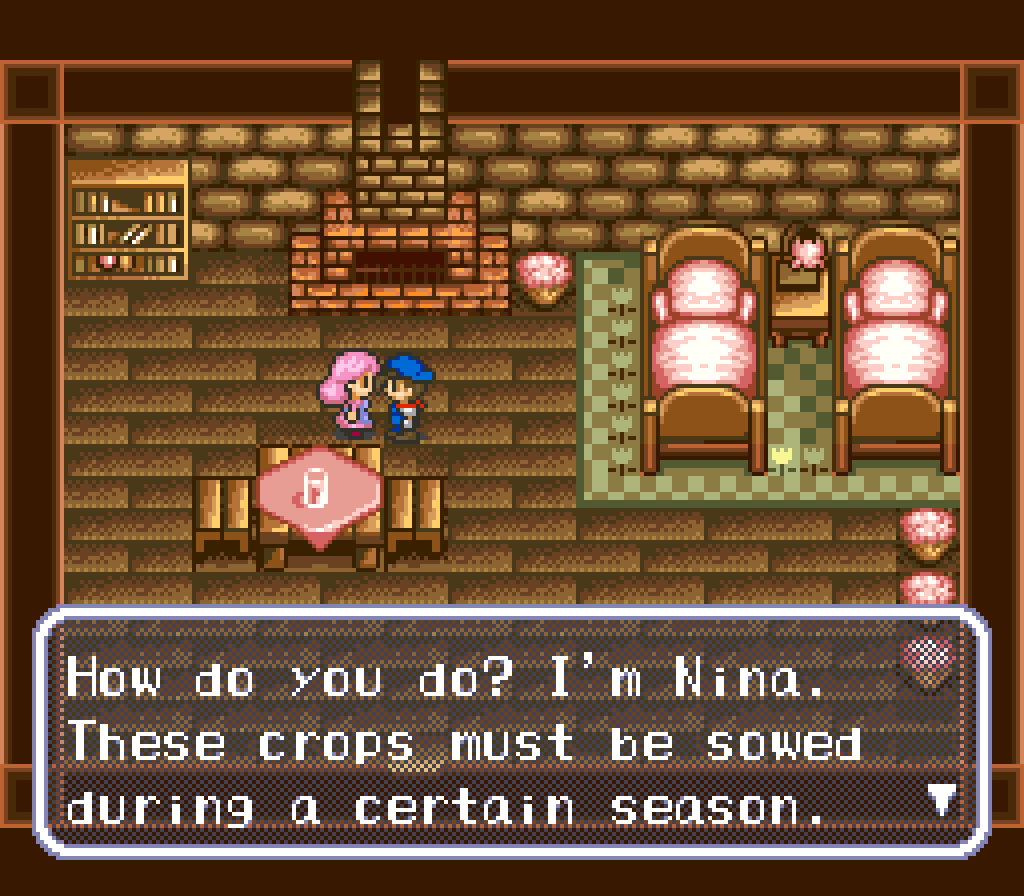 How do you do? I'm Nina.
These crops must be sowed
during a certain season.